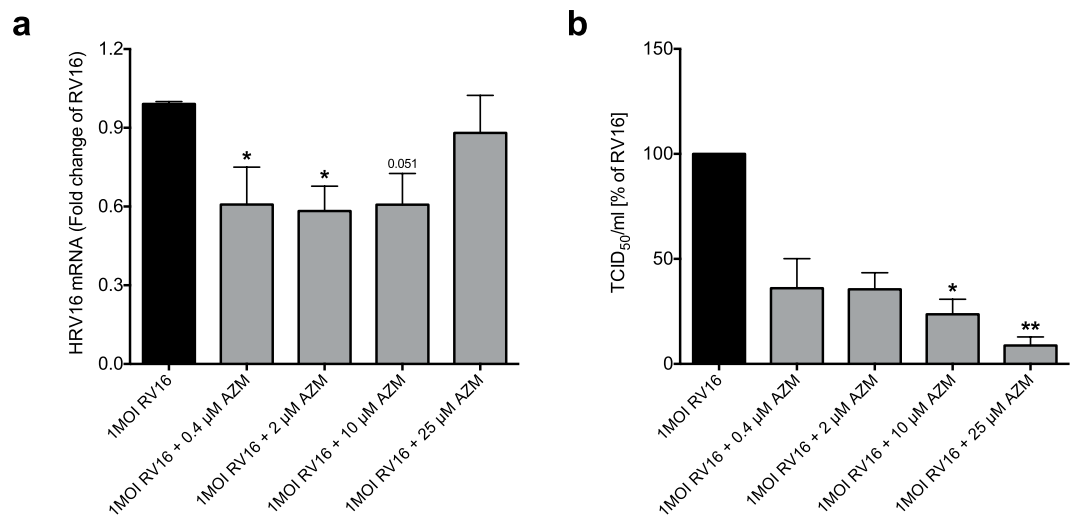 a
HRV16 mRNA (Fold change of RV16)
1.2
0.9
0.6
0.3
0.0
*
*
0.051
1MOI RV16
1MOI RV16 + 0.4 µM AZM
1MOI RV16 + 2 µM AZM
1MOI RV16 + 10 µM AZM
1MOI RV16 + 25 µM AZM
b
TCID50/ml [% of RV16]
150
100
50
0
*
**
1MOI RV16
1MOI RV16 + 0.4 µM AZM
1MOI RV16 + 2 µM AZM
1MOI RV16 + 10 µM AZM
1MOI RV16 + 25 µM AZM